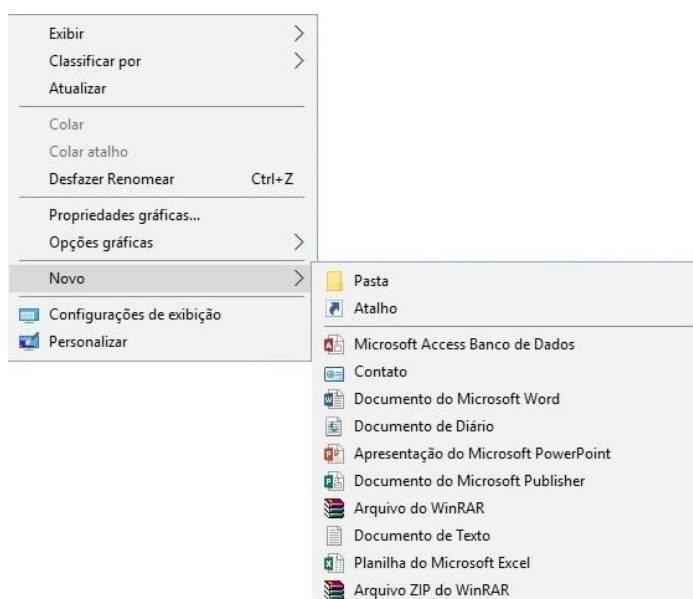 Exibir
Classificar por
Atualizar
Colar
Colar atalho
Desfazer Renomear Ctrl+Z
Propriedades gráficas...
Opções gráficas
Novo
Configurações de exibição
Personalizar
Pasta
Atalho
Microsoft Access Banco de Dados
Contato
Documento do Microsoft Word
Documento de Diário
Apresentação do Microsoft PowerPoint
Documento do Microsoft Publisher
Arquivo do WinRAR
Documento de Texto
Planilha do Microsoft Excel
Arquivo ZIP do WinRAR